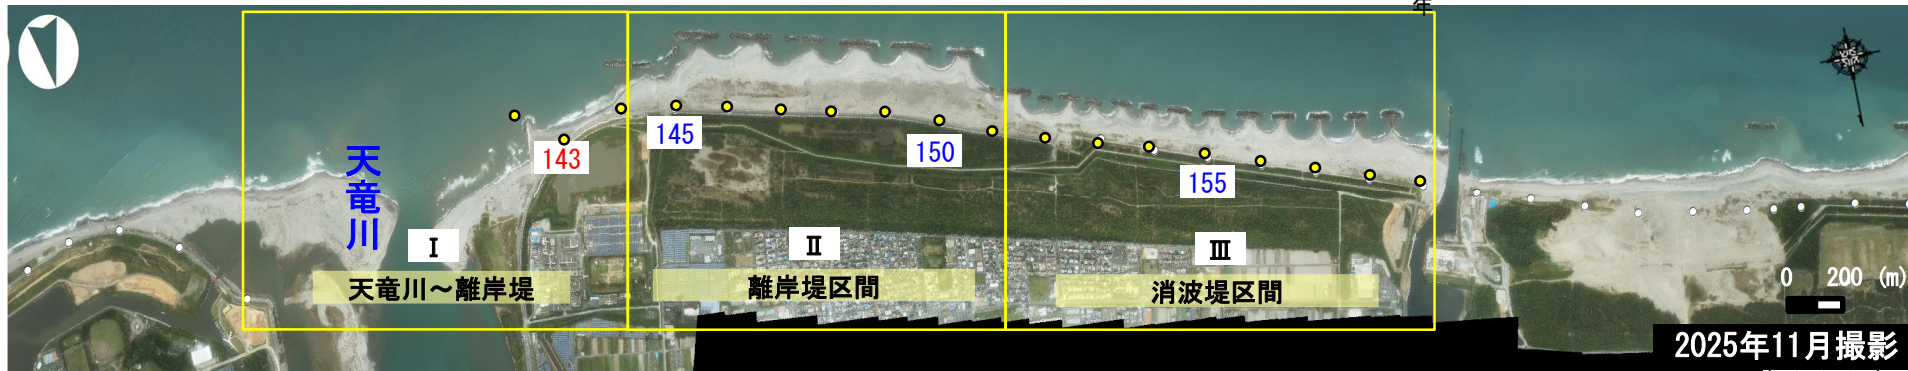 年
143
145
150
155
天竜川
Ⅰ
Ⅱ
Ⅲ
天竜川～離岸堤
離岸堤区間
消波堤区間
0 200 (m)
2025年11月撮影